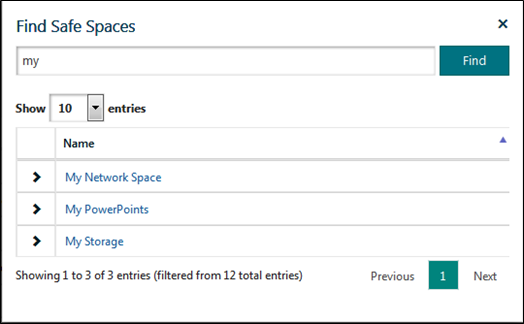 Find Safe Spaces
my
Find
Show 10 entries
Name
My Network Space
My PowerPoints
My Storage
Showing 1 to 3 of 3 entries (filtered from 12 total entries) Previous 1 Next